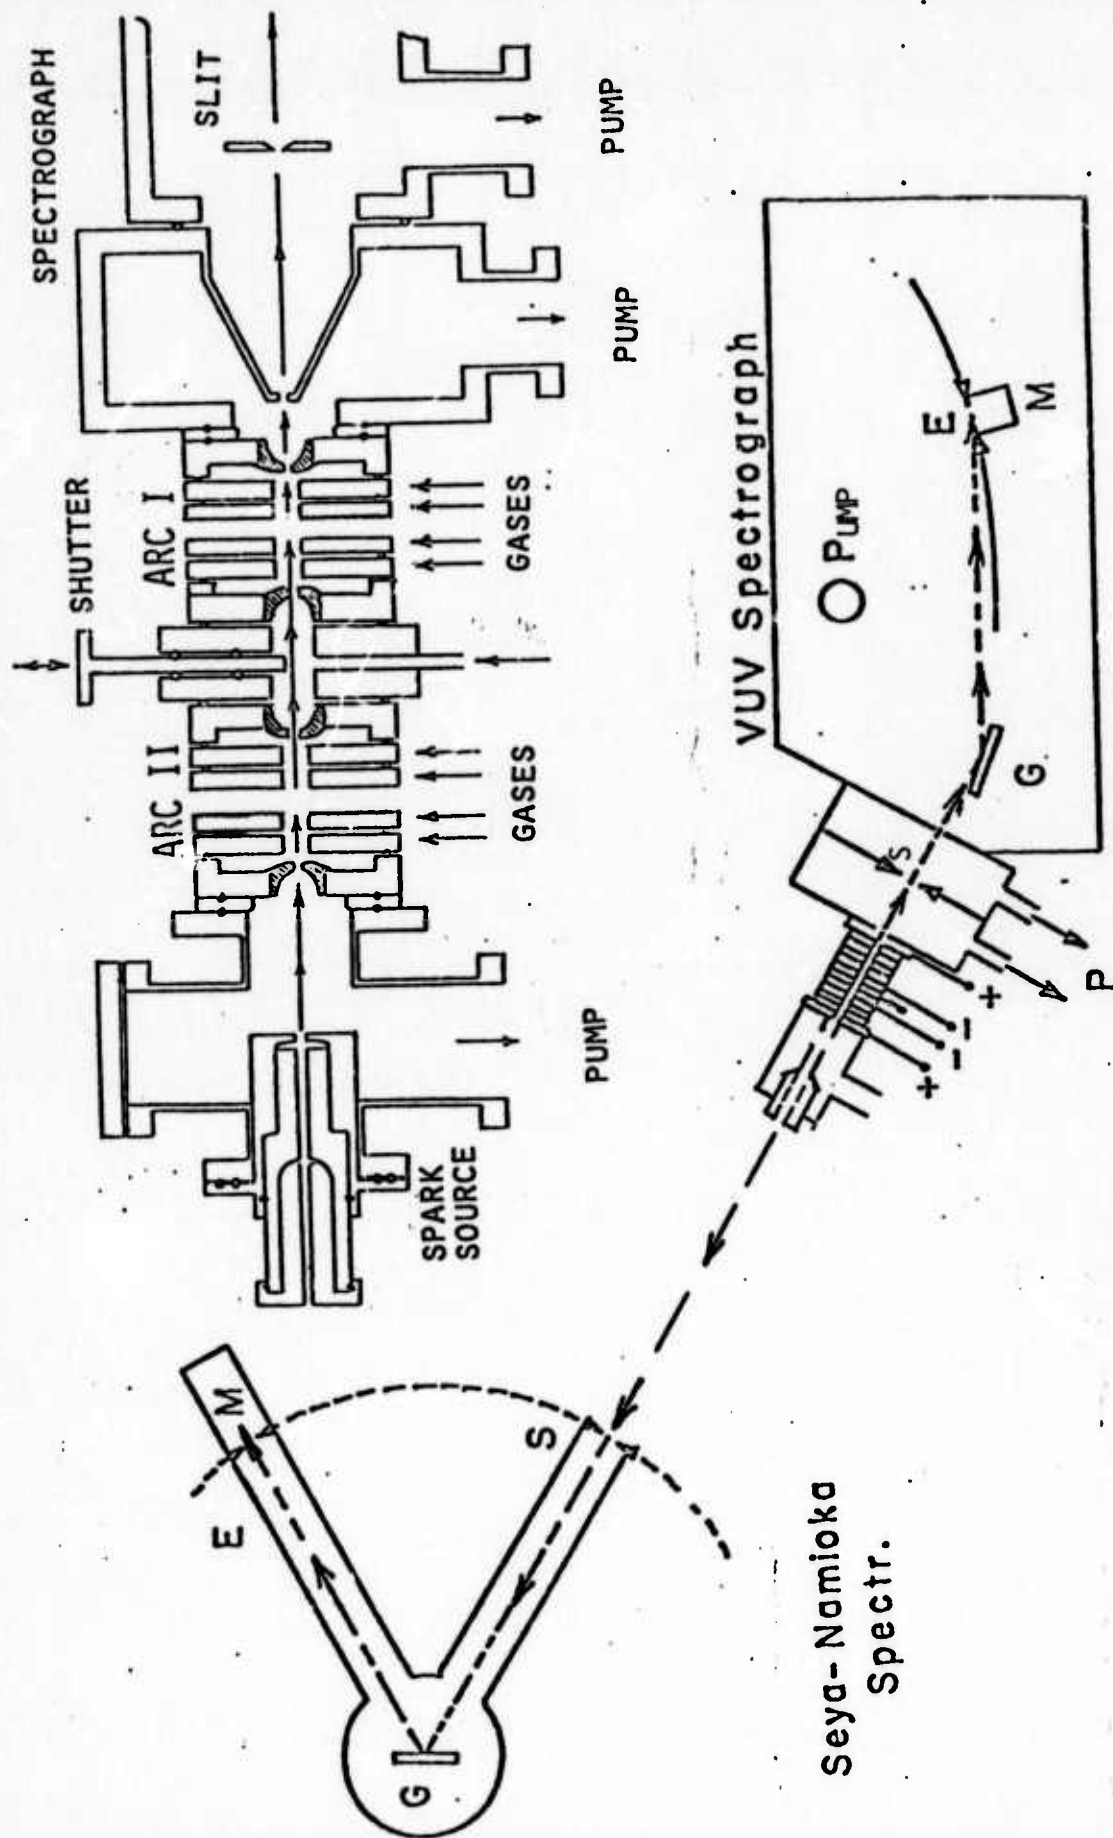 SPECTROGRAPH
SLIT
PUMP
SHUTTER
ARC I
PUMP
GASES
ARC II
GASES
PUMP
SPARK
SOURCE
VUV Spectrograph
PUMP
E
M
G
S
+
-
-
+
P
M
E
S
G
Seya-Namioka
Spectr.